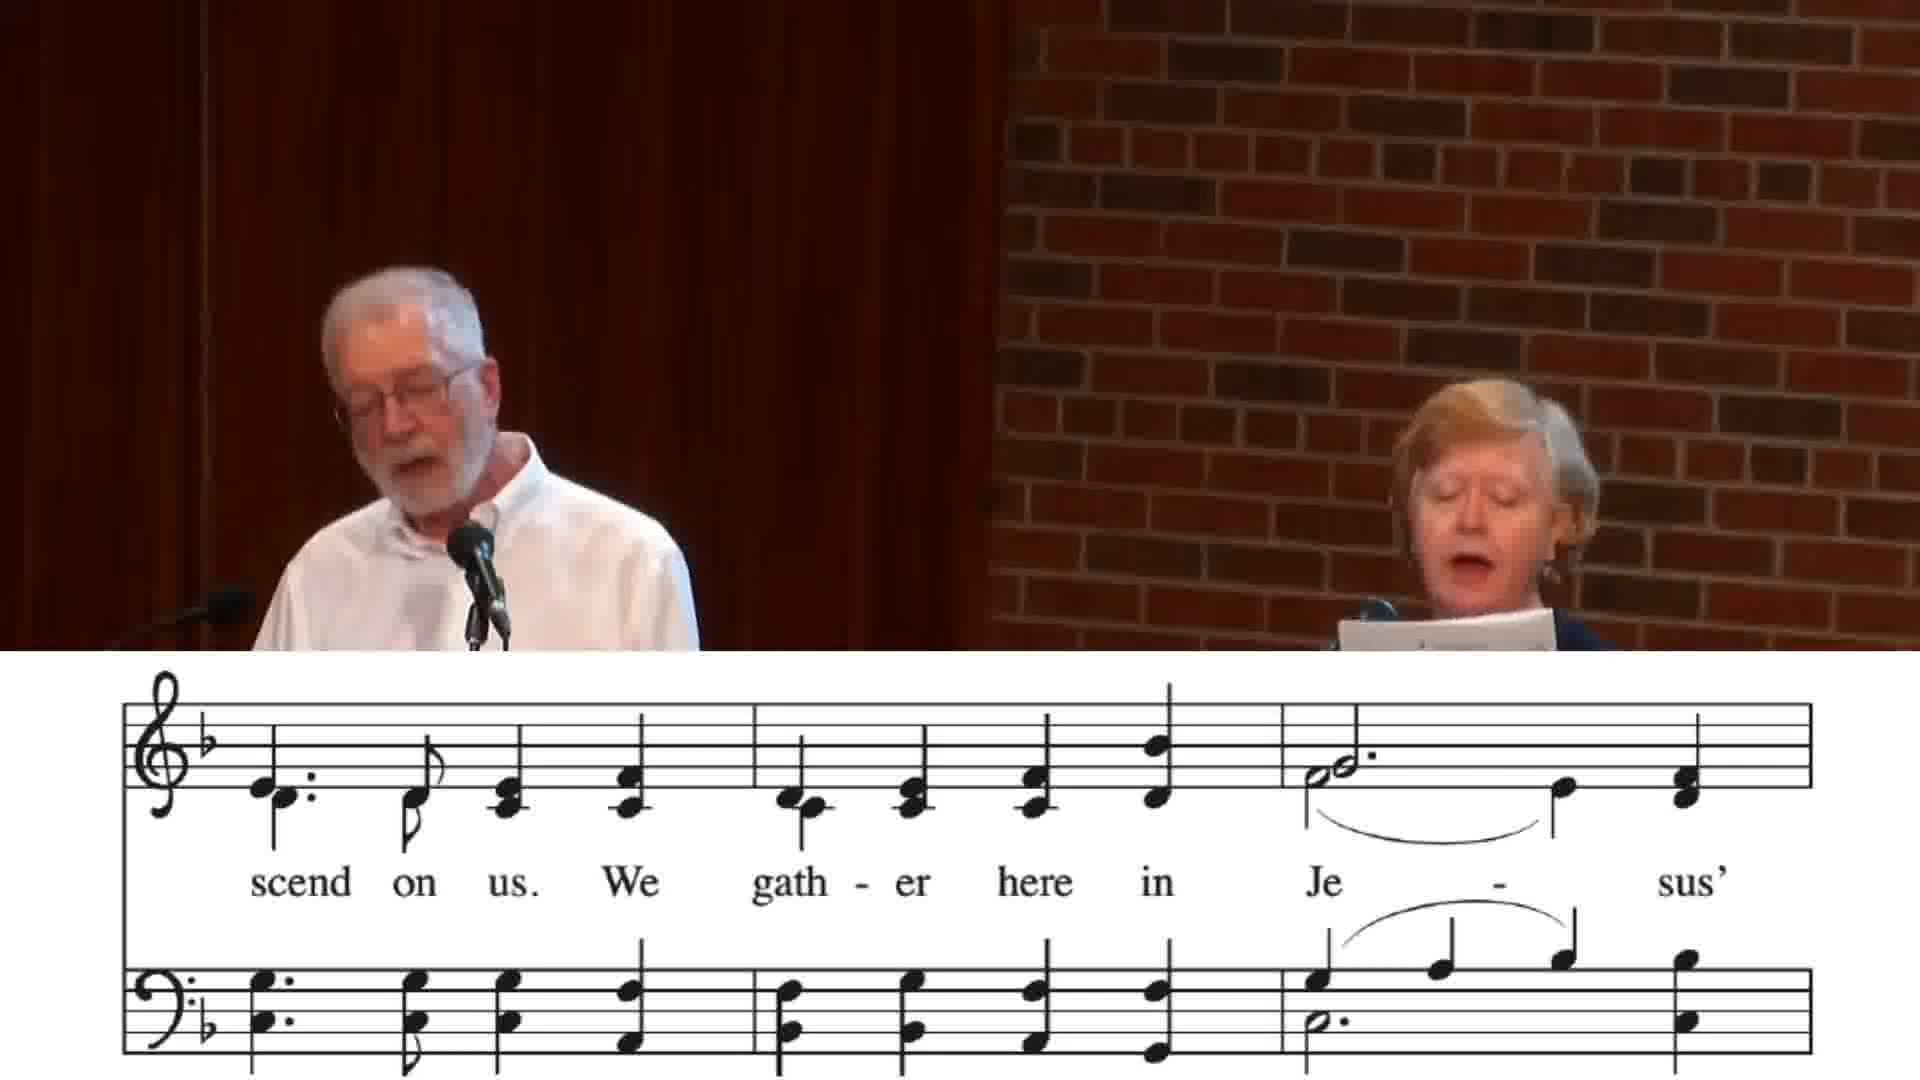 scend on us. We gath - er here in Je - sus’